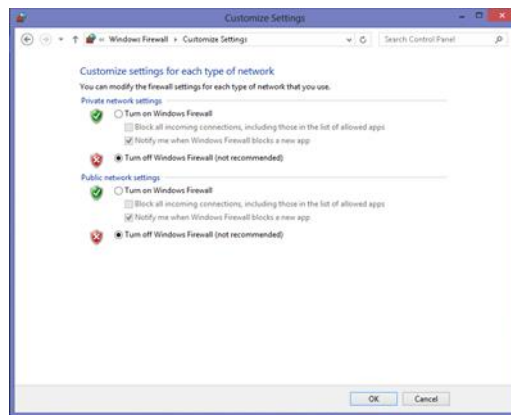 Customize Settings
« Windows Firewall ▸ Customize Settings
Search Control Panel
Customize settings for each type of network
You can modify the firewall settings for each type of network that you use.
Private network settings
Turn on Windows Firewall
Block all incoming connections, including those in the list of allowed apps
Notify me when Windows Firewall blocks a new app
Turn off Windows Firewall (not recommended)
Public network settings
Turn on Windows Firewall
Block all incoming connections, including those in the list of allowed apps
Notify me when Windows Firewall blocks a new app
Turn off Windows Firewall (not recommended)
OK Cancel